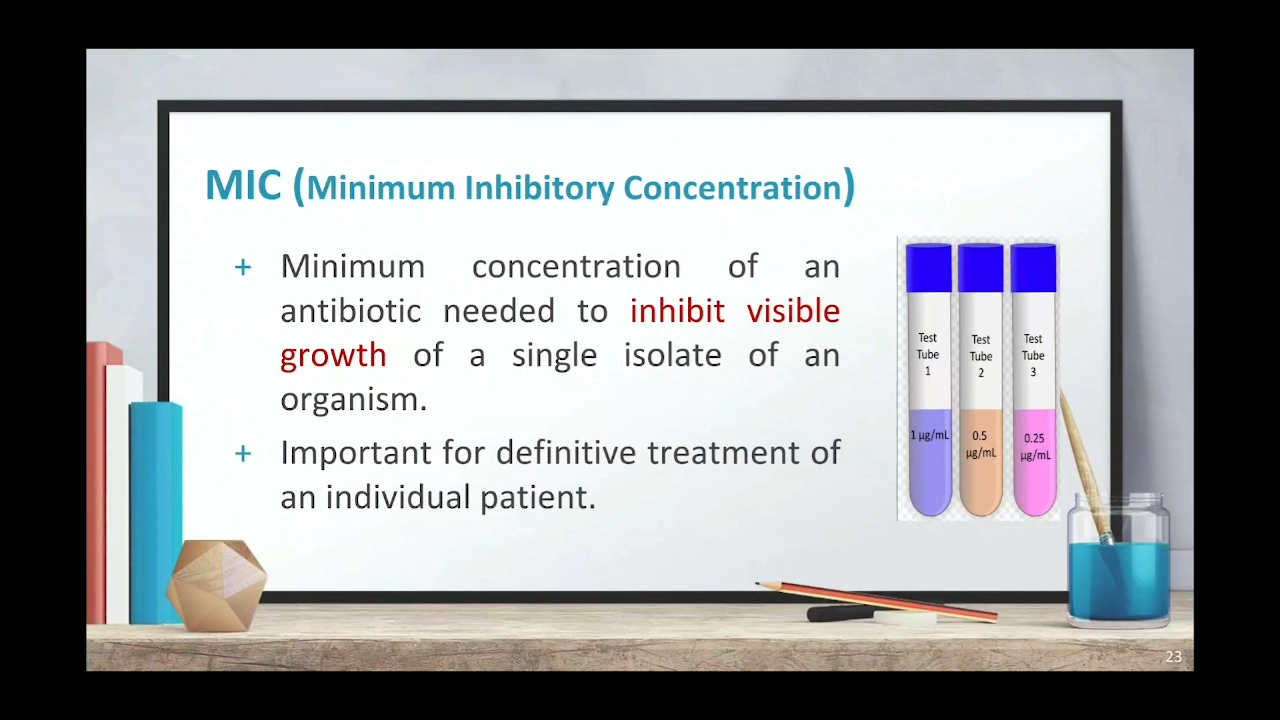 MIC (Minimum Inhibitory Concentration)
+ Minimum concentration of an
antibiotic needed to inhibit visible
growth of a single isolate of an
organism.
+ Important for definitive treatment of
an individual patient.
Test
Tube
1
1 µg/mL
Test
Tube
2
0.5
µg/mL
Test
Tube
3
0.25
µg/mL
23